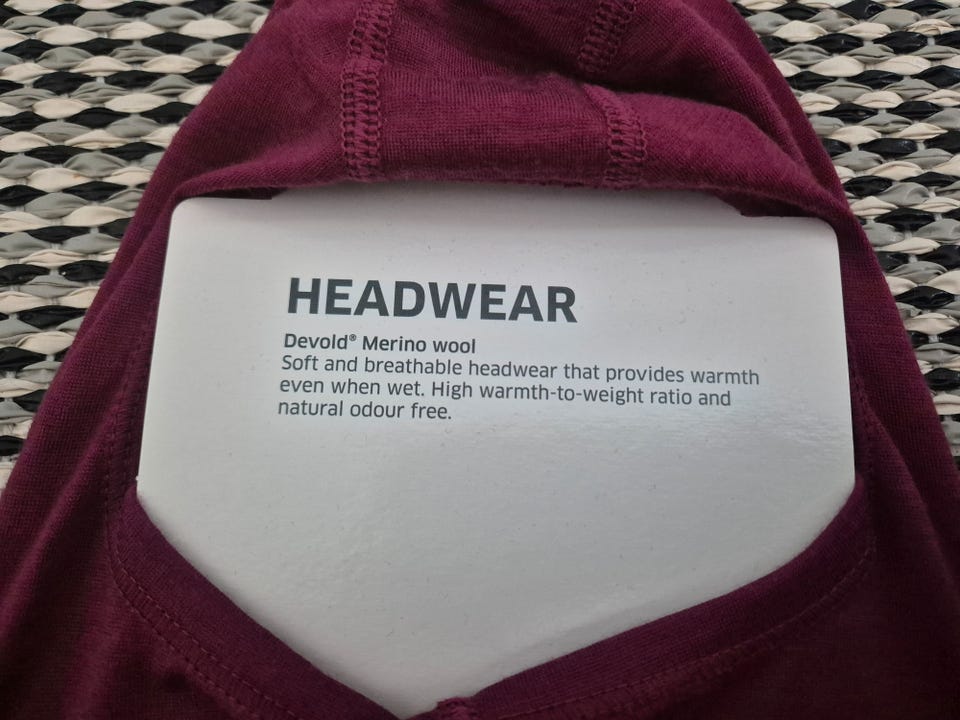 HEADWEAR
Devold® Merino wool
Soft and breathable headwear that provides warmth
even when wet. High warmth-to-weight ratio and
natural odour free.